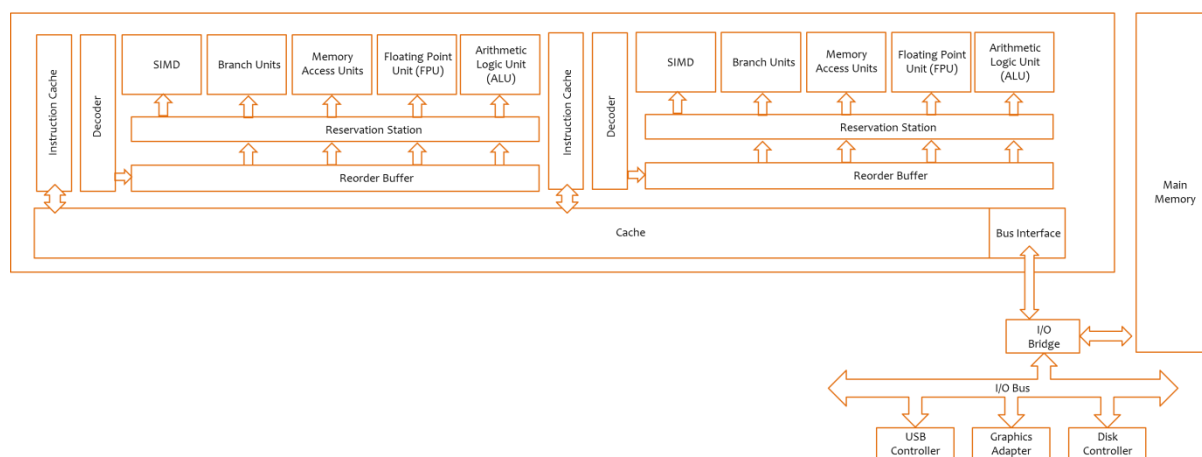 Instruction Cache
Decoder
SIMD
Branch Units
Memory
Access Units
Floating Point
Unit (FPU)
Arithmetic
Logic Unit
(ALU)
Reservation Station
Reorder Buffer
Instruction Cache
Decoder
SIMD
Branch Units
Memory
Access Units
Floating Point
Unit (FPU)
Arithmetic
Logic Unit
(ALU)
Reservation Station
Reorder Buffer
Cache
Bus Interface
Main
Memory
I/O
Bridge
I/O Bus
USB
Controller
Graphics
Adapter
Disk
Controller